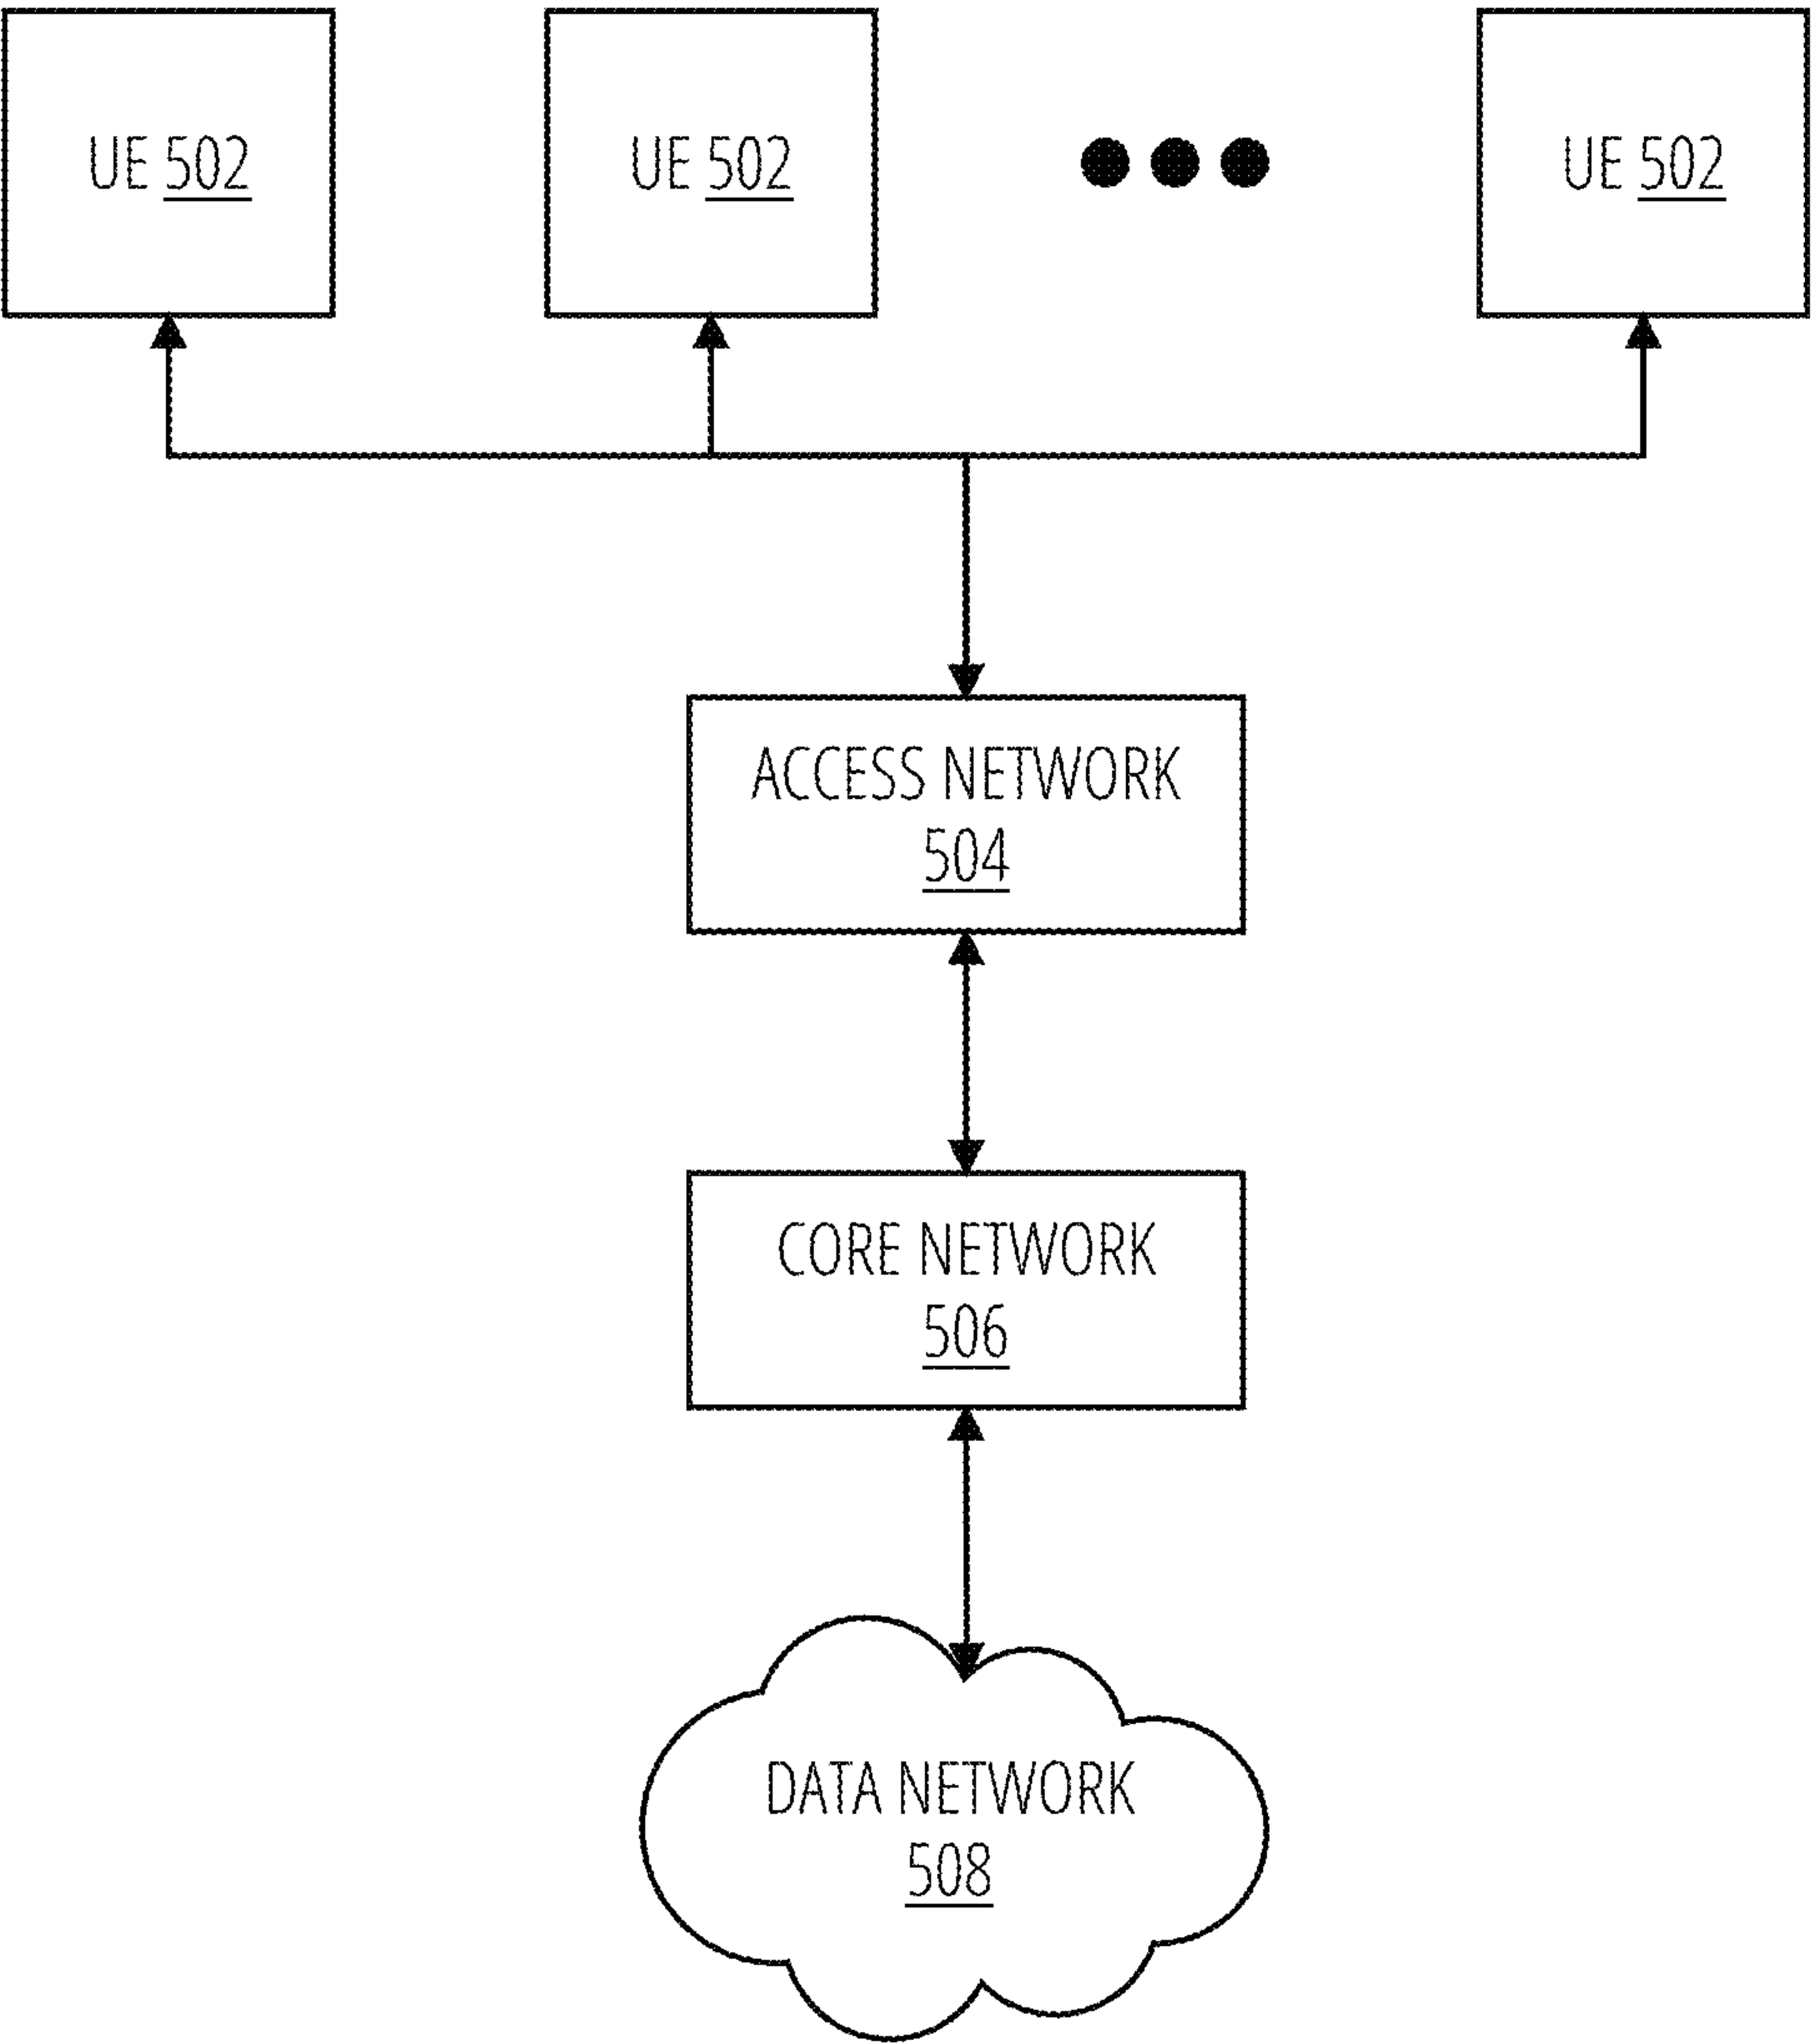 UE 502
UE 502
UE 502
ACCESS NETWORK
504
CORE NETWORK
506
DATA NETWORK
508